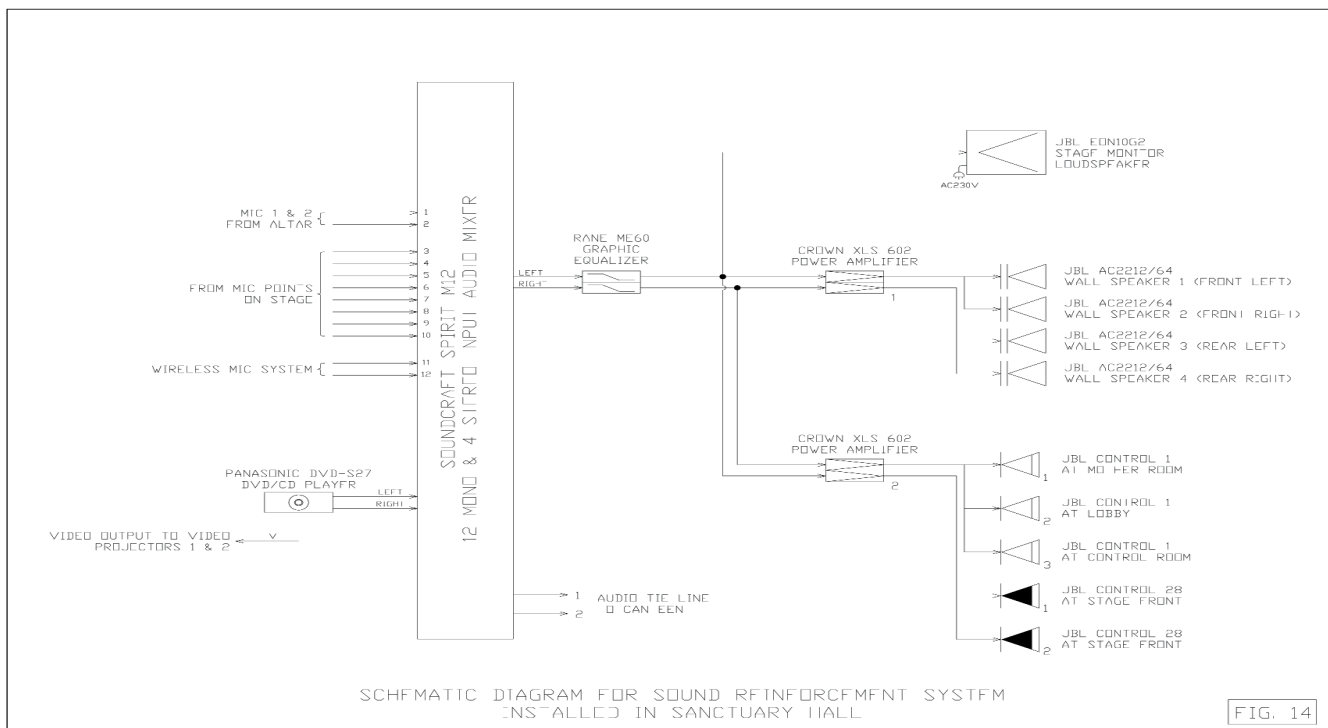 MIC 1 & 2
FROM ALTAR
1
2
3
4
5
6
7
8
9
10
FROM MIC POINTS
ON STAGE
WIRELESS MIC SYSTEM
11
12
SOUNDCRAFT SPIRIT M12
12 MONO & 4 STEREO INPUT AUDIO MIXER
PANASONIC DVD-S27
DVD/CD PLAYER
LEFT
RIGHT
VIDEO OUTPUT TO VIDEO
PROJECTORS 1 & 2
V
LEFT
RIGHT
RANE ME60
GRAPHIC
EQUALIZER
1
2
AUDIO TIE LINE
CROWN XLS 602
POWER AMPLIFIER
1
CROWN XLS 602
POWER AMPLIFIER
2
AC230V
JBL EON10G2
STAGE MONITOR
LOUDSPEAKER
JBL AC2212/64
WALL SPEAKER 1 (FRONT LEFT)
JBL AC2212/64
WALL SPEAKER 2 (FRONT RIGHT)
JBL AC2212/64
WALL SPEAKER 3 (REAR LEFT)
JBL AC2212/64
WALL SPEAKER 4 (REAR RIGHT)
1
JBL CONTROL 1
AT MOTHER ROOM
2
JBL CONTROL 1
AT LOBBY
3
JBL CONTROL 1
AT CONTROL ROOM
1
JBL CONTROL 28
AT STAGE FRONT
2
JBL CONTROL 28
AT STAGE FRONT
SCHEMATIC DIAGRAM FOR SOUND REINFORCEMENT SYSTEM
INSTALLED IN SANCTUARY HALL
FIG. 14